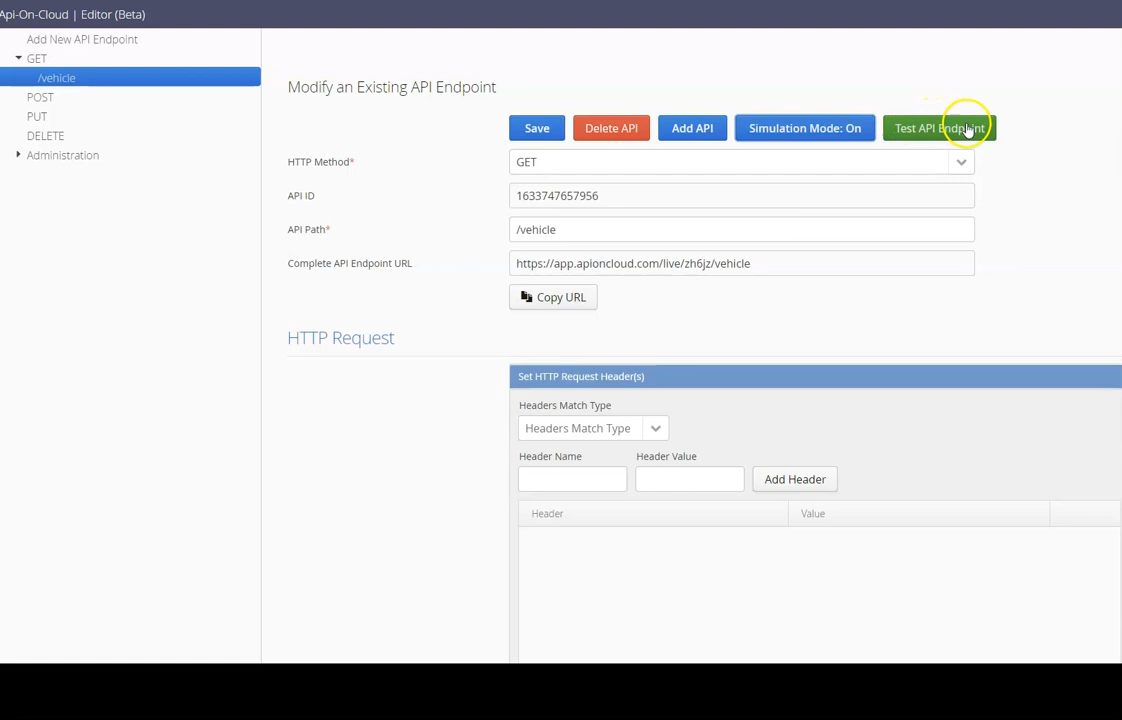 Api-On-Cloud | Editor (Beta)
Add New API Endpoint
GET
/vehicle
POST
PUT
DELETE
Administration
Modify an Existing API Endpoint
Save Delete API Add API Simulation Mode: On Test API Endpoint
HTTP Method* GET
API ID 1633747657956
API Path* /vehicle
Complete API Endpoint URL https://app.apioncloud.com/live/zh6jz/vehicle
Copy URL
HTTP Request
Set HTTP Request Header(s)
Headers Match Type
Headers Match Type
Header Name Header Value
Add Header
Header Value